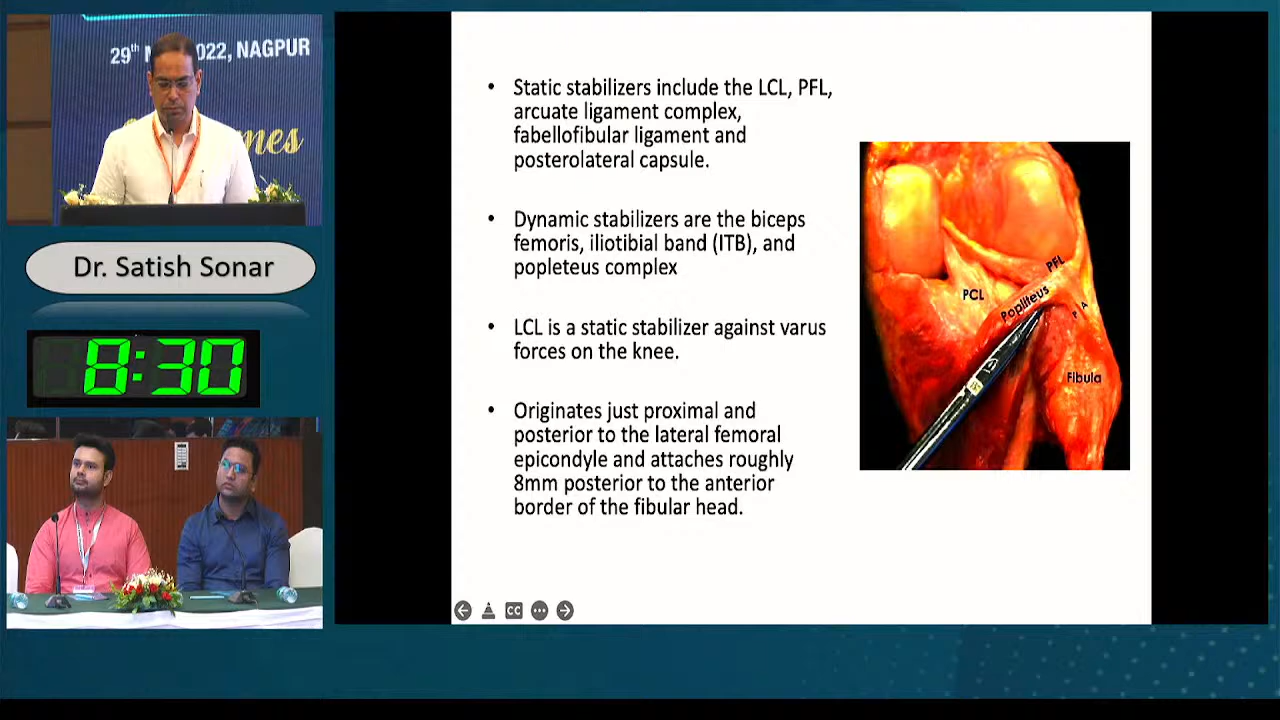 29th M 2022, NAGPUR
mes
Dr. Satish Sonar
8:30
• Static stabilizers include the LCL, PFL,
arcuate ligament complex,
fabellofibular ligament and
posterolateral capsule.
• Dynamic stabilizers are the biceps
femoris, iliotibial band (ITB), and
popleteus complex
• LCL is a static stabilizer against varus
forces on the knee.
• Originates just proximal and
posterior to the lateral femoral
epicondyle and attaches roughly
8mm posterior to the anterior
border of the fibular head.
PFL
PCL
Popliteus
P A
Fibula
CC